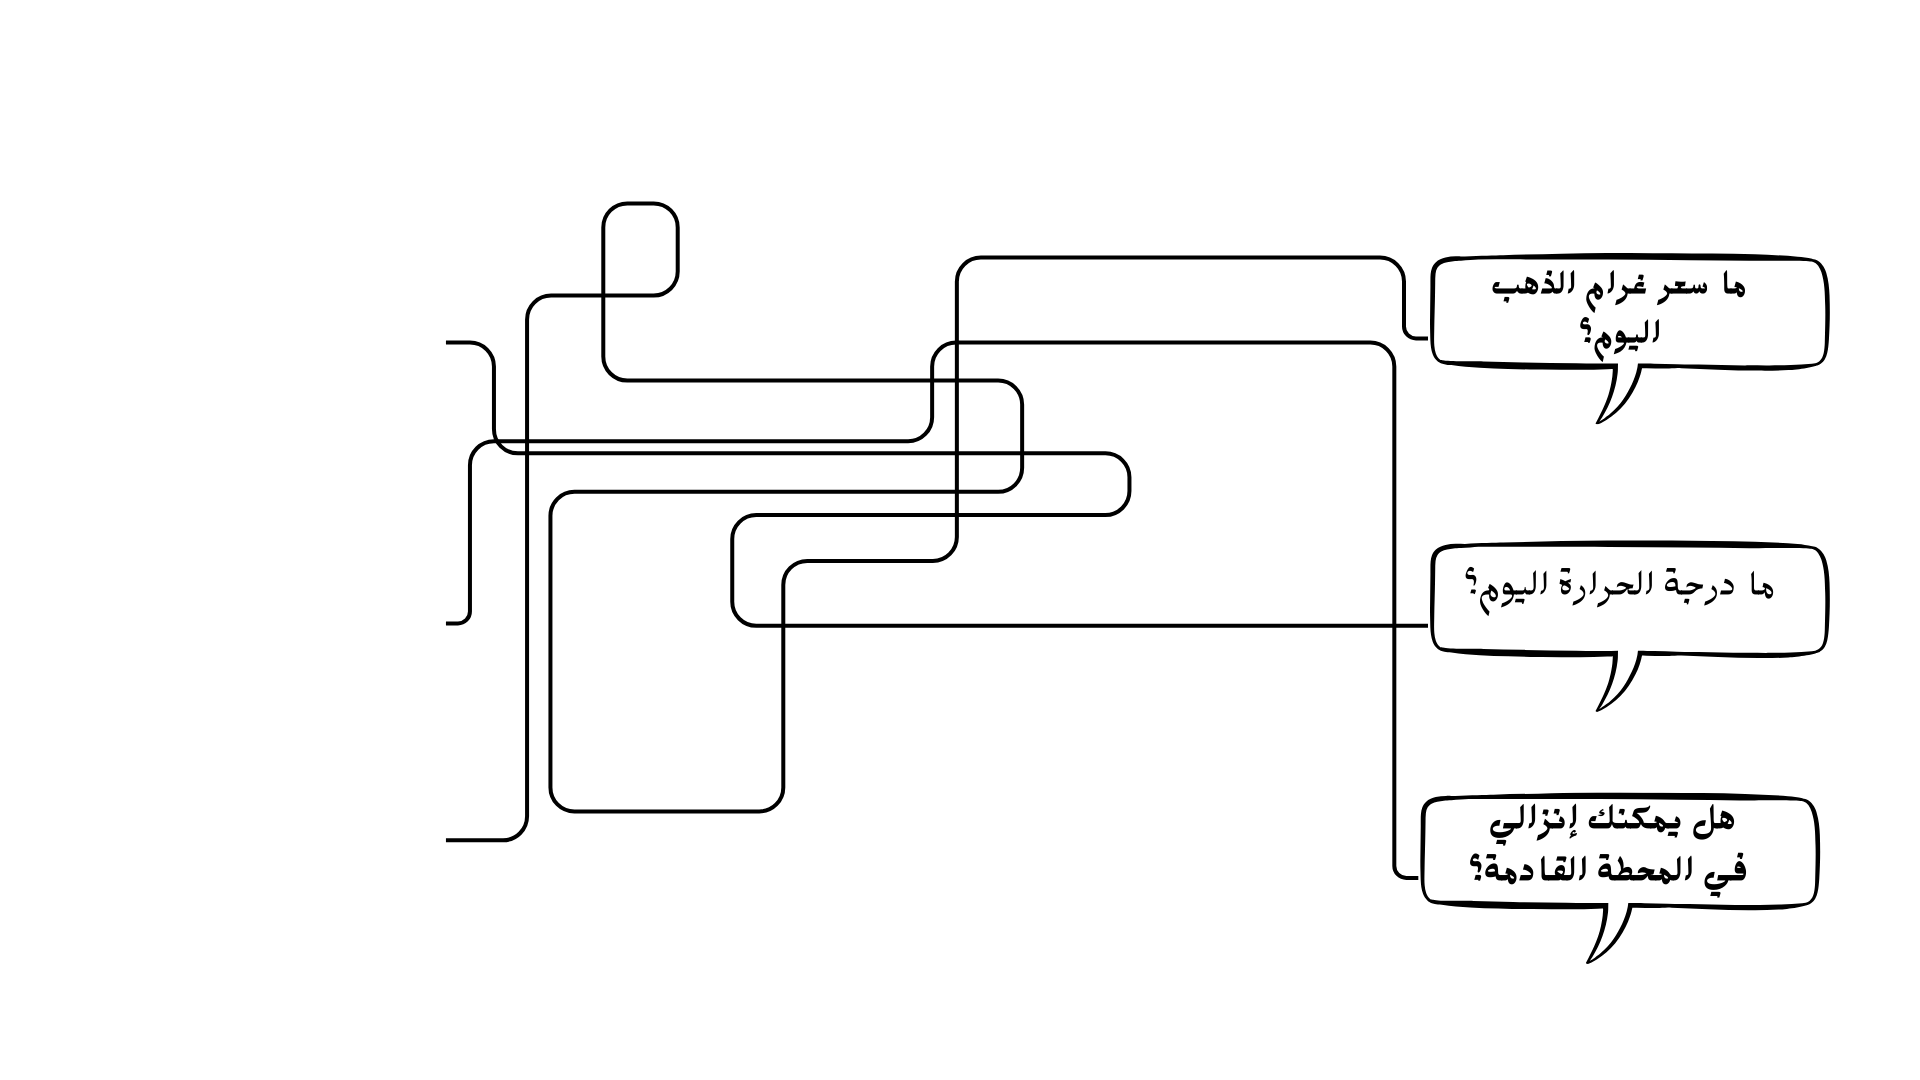 ما سعر غرام الذهب
اليوم؟
ما درجة الحرارة اليوم؟
هل يمكنك إنزالي
في المحطة القادمة؟